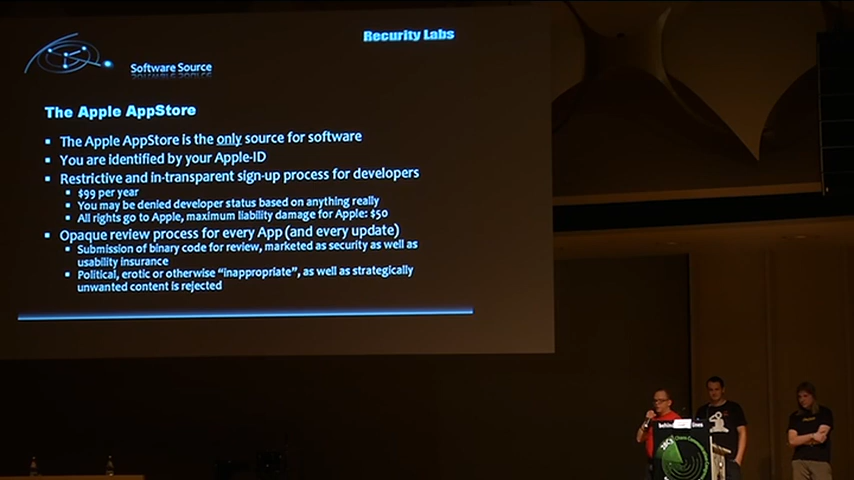 Recurity Labs
Software Source
The Apple AppStore
▪ The Apple AppStore is the only source for software
▪ You are identified by your Apple-ID
▪ Restrictive and in-transparent sign-up process for developers
▪ $99 per year
▪ You may be denied developer status based on anything really
▪ All rights go to Apple, maximum liability damage for Apple: $50
▪ Opaque review process for every App (and every update)
▪ Submission of binary code for review, marketed as security as well as
usability insurance
▪ Political, erotic or otherwise “inappropriate”, as well as strategically
unwanted content is rejected
behind lines